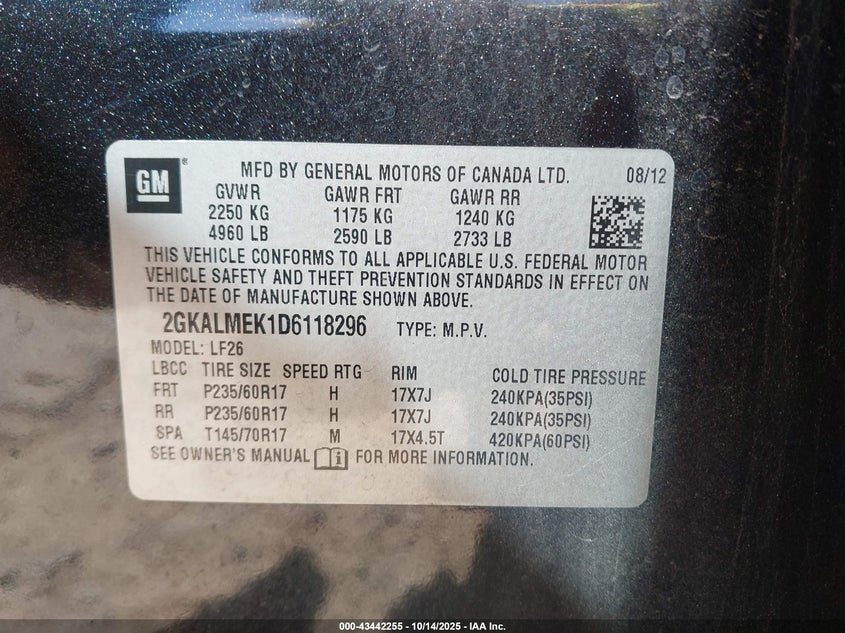 GM ®
MFD BY GENERAL MOTORS OF CANADA LTD. 08/12
GVWR GAWR FRT GAWR RR
2250 KG 1175 KG 1240 KG
4960 LB 2590 LB 2733 LB
THIS VEHICLE CONFORMS TO ALL APPLICABLE U.S. FEDERAL MOTOR
VEHICLE SAFETY AND THEFT PREVENTION STANDARDS IN EFFECT ON
THE DATE OF MANUFACTURE SHOWN ABOVE.
2GKALMEK1D6118296 TYPE: M.P.V.
MODEL: LF26
LBCC TIRE SIZE SPEED RTG RIM COLD TIRE PRESSURE
FRT P235/60R17 H 17X7J 240KPA(35PSI)
RR P235/60R17 H 17X7J 240KPA(35PSI)
SPA T145/70R17 M 17X4.5T 420KPA(60PSI)
SEE OWNER'S MANUAL FOR MORE INFORMATION.
000-43442255 - 10/14/2025 - IAA Inc.